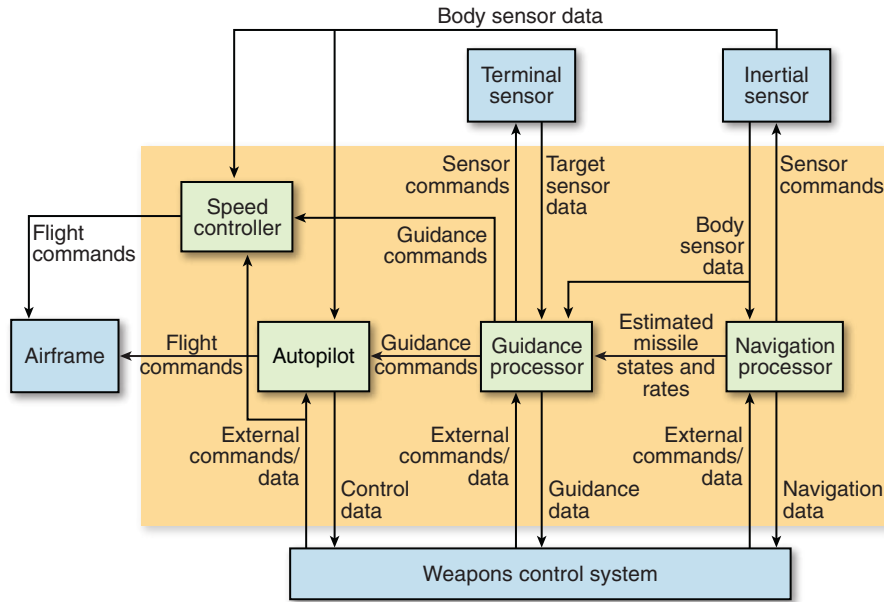 Body sensor data
Terminal
sensor
Inertial
sensor
Sensor
commands
Target
sensor
data
Sensor
commands
Speed
controller
Flight
commands
Guidance
commands
Body
sensor
data
Airframe
Flight
commands
Autopilot
Guidance
commands
Guidance
processor
Estimated
missile
states and
rates
Navigation
processor
External
commands/
data
Control
data
External
commands/
data
Guidance
data
External
commands/
data
Navigation
data
Weapons control system